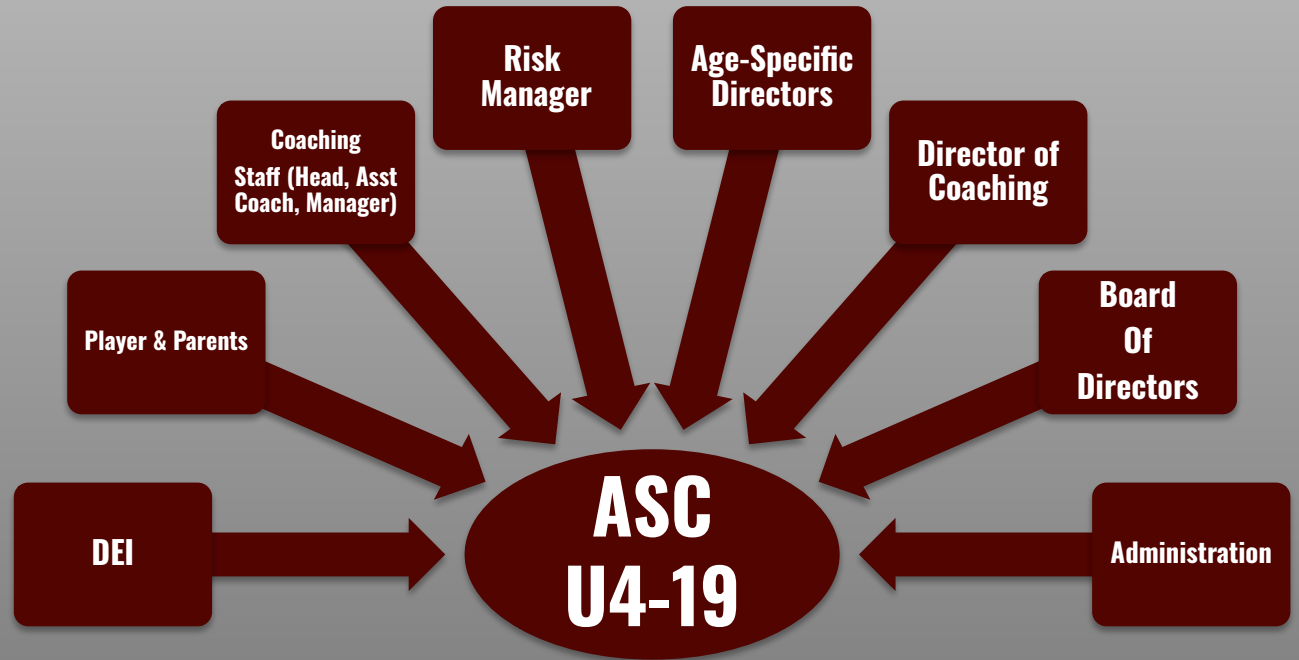 Risk
Manager
Age-Specific
Directors
Coaching
Staff (Head, Asst
Coach, Manager)
Director of
Coaching
Player & Parents
Board
Of
Directors
DEI
ASC
U4-19
Administration